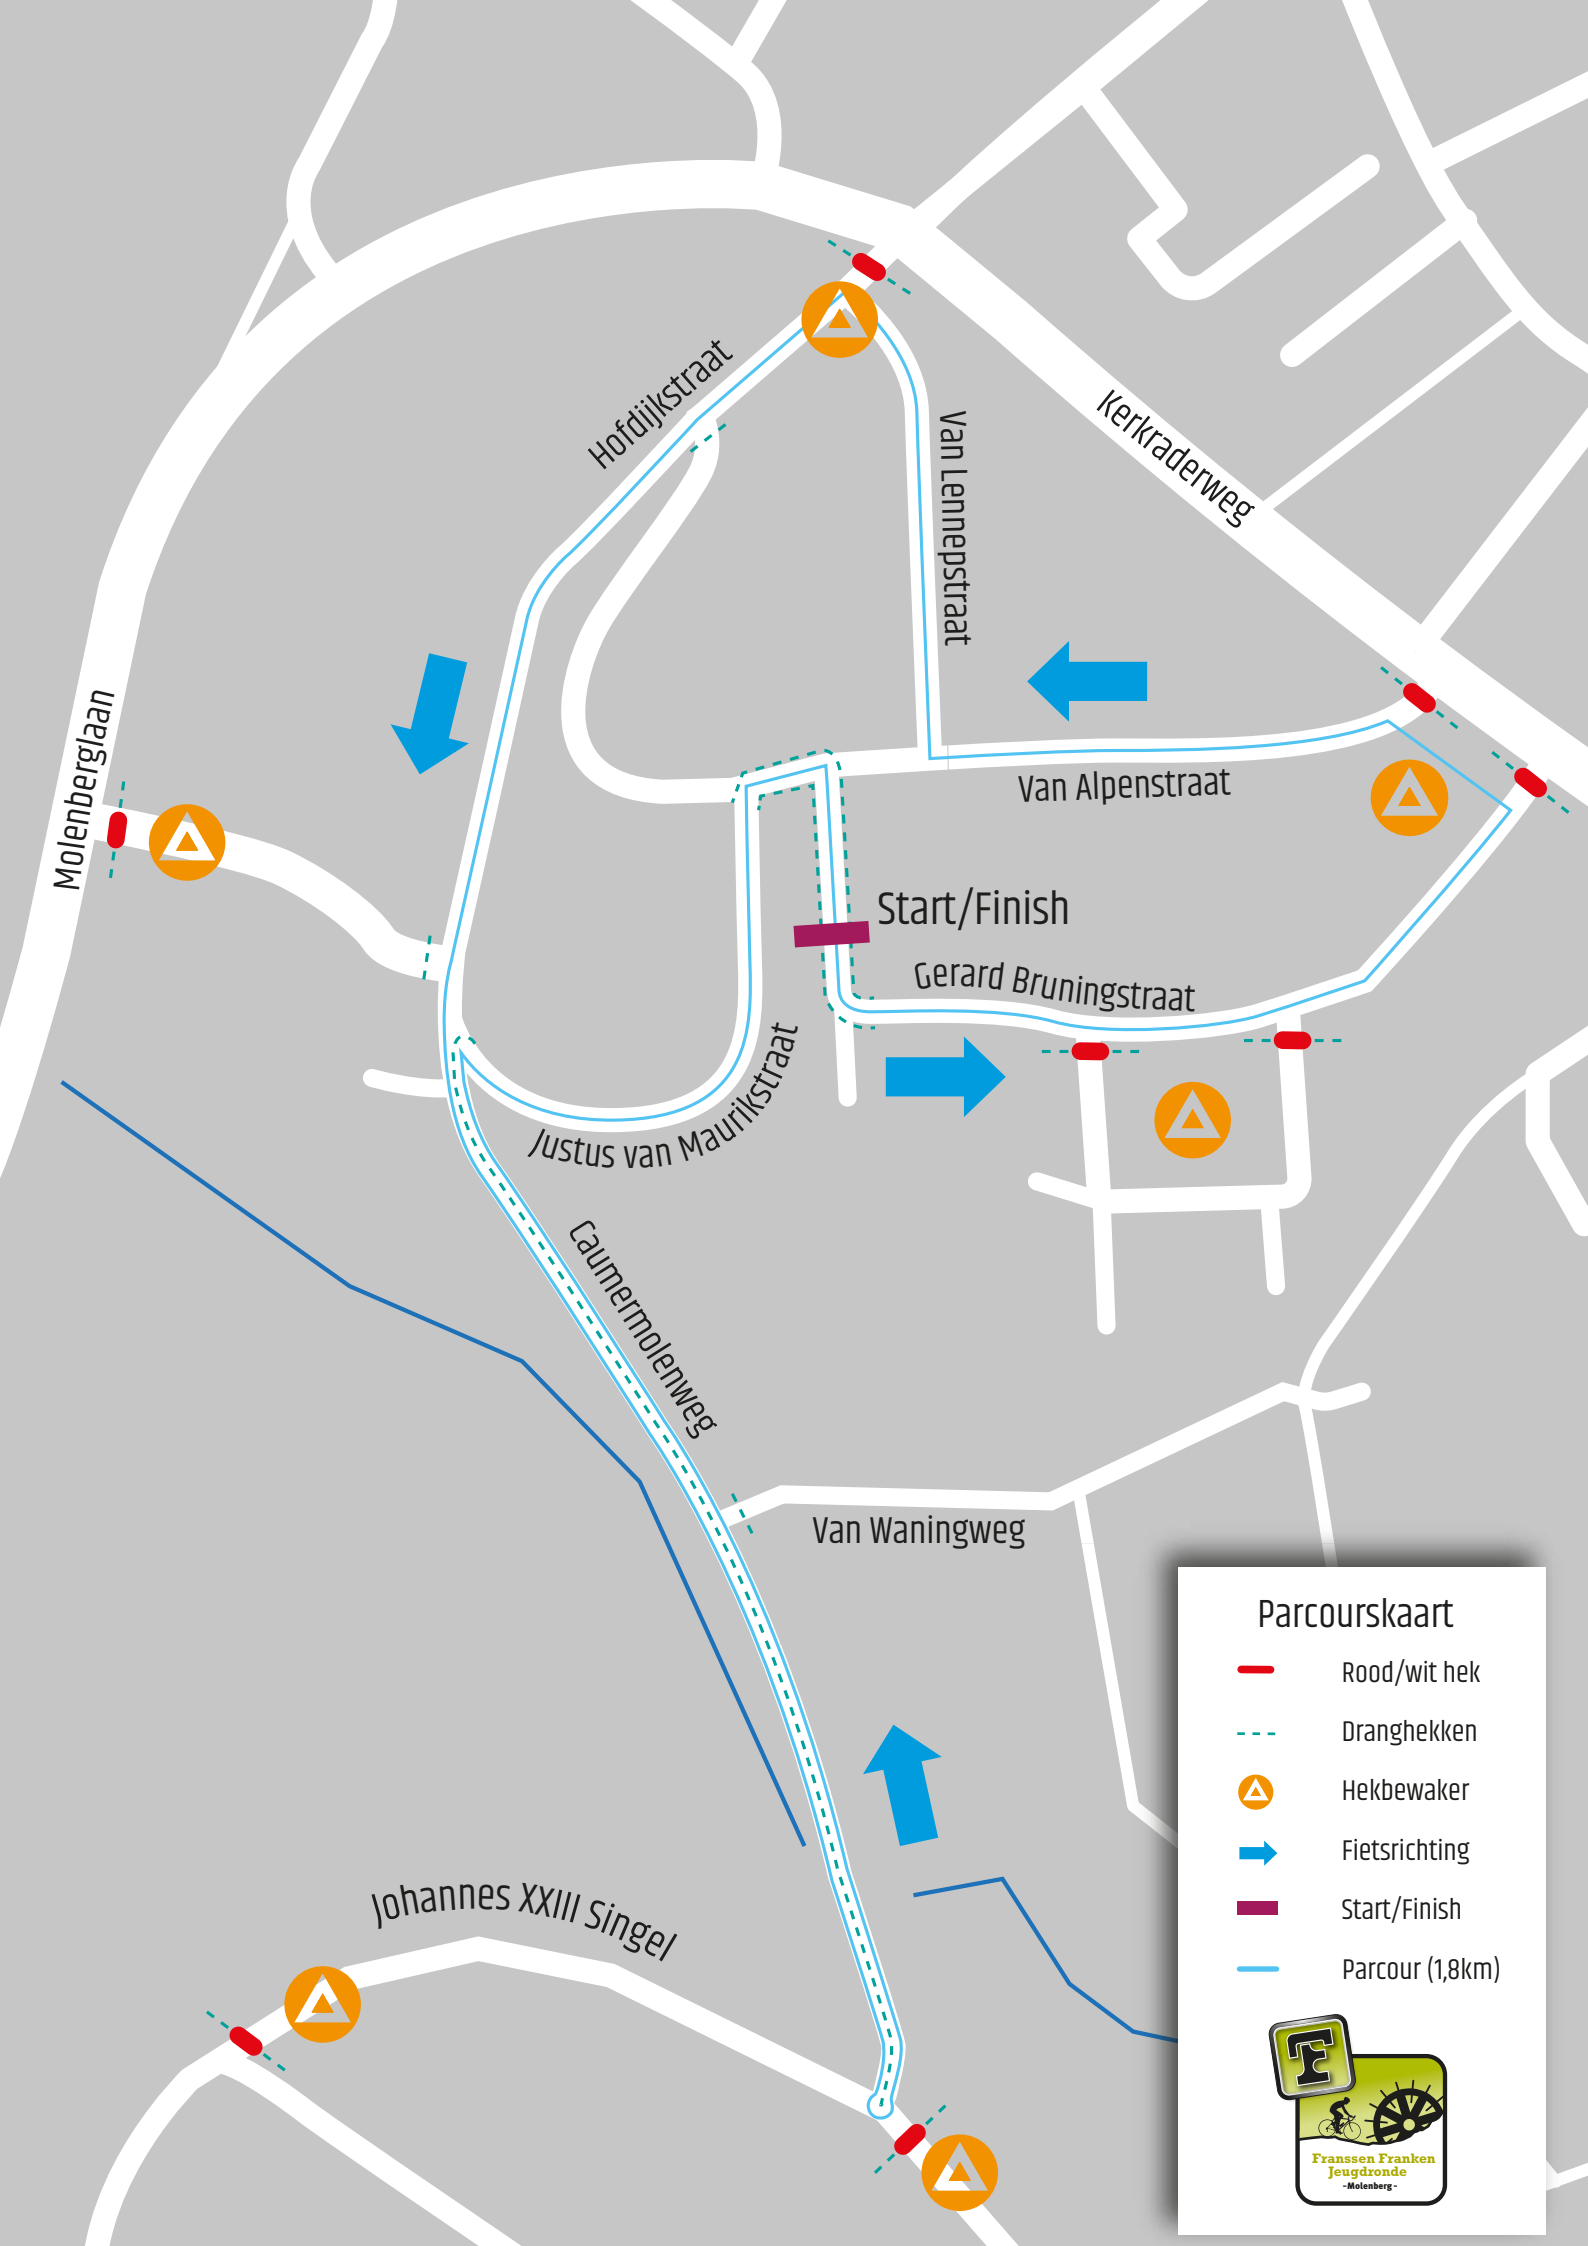 Hofdijkstraat
Kerkraderweg
Van Lennepstraat
Molenberglaan
Van Alpenstraat
Start/Finish
Gerard Bruningstraat
Justus van Maurikstraat
Caumermolenweg
Van Waningweg
Johannes XXIII Singel
Parcourskaart
Rood/wit hek
Dranghekken
Hekbewaker
Fietsrichting
Start/Finish
Parcour (1,8km)
Franssen Franken
Jeugdronde
-Molenberg-